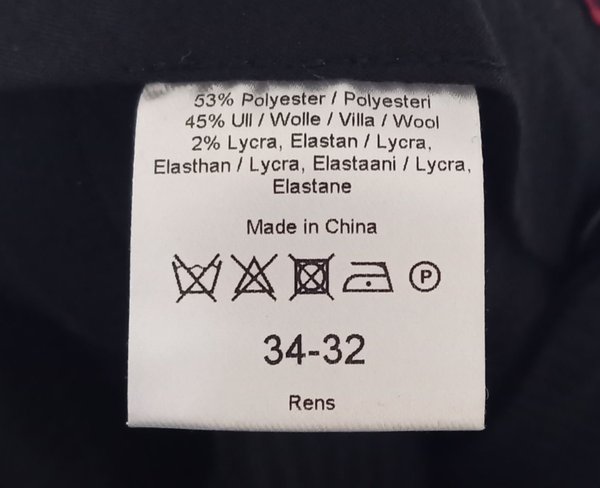 53% Polyester / Polyesteri
45% Ull / Wolle / Villa / Wool
2% Lycra, Elastan / Lycra,
Elasthan / Lycra, Elastaani / Lycra,
Elastane
Made in China
P
34-32
Rens